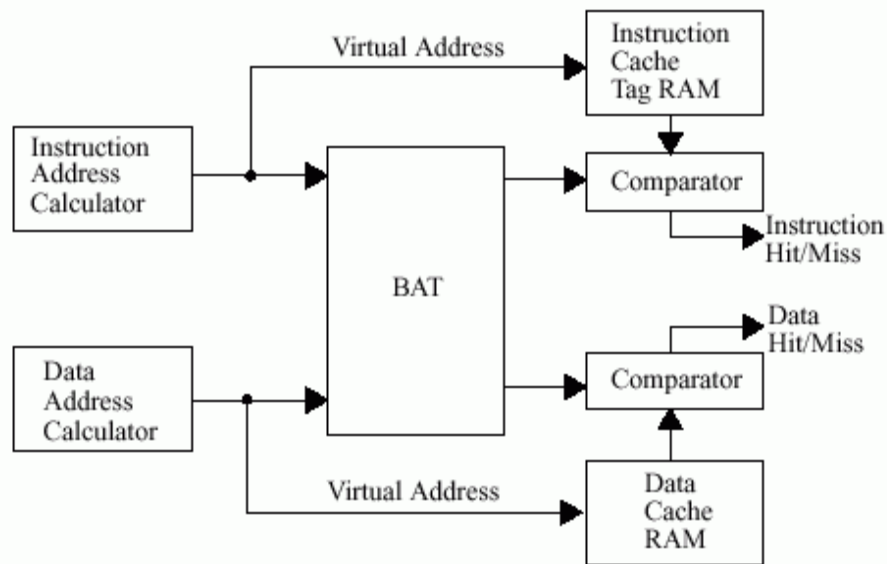 Virtual Address
Instruction
Cache
Tag RAM
Instruction
Address
Calculator
Comparator
Instruction
Hit/Miss
BAT
Data
Hit/Miss
Data
Address
Calculator
Comparator
Virtual Address
Data
Cache
RAM